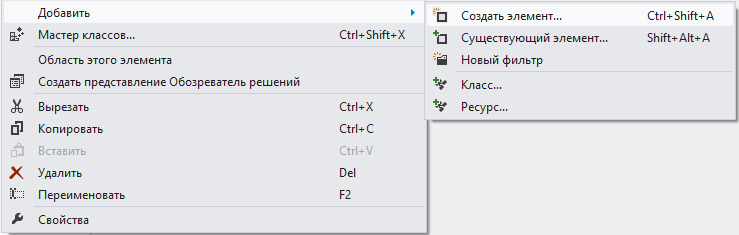 Добавить
Мастер классов... Ctrl+Shift+X
Область этого элемента
Создать представление Обозреватель решений
Вырезать Ctrl+X
Копировать Ctrl+C
Вставить Ctrl+V
Удалить Del
Переименовать F2
Свойства
Создать элемент... Ctrl+Shift+A
Существующий элемент... Shift+Alt+A
Новый фильтр
Класс...
Ресурс...